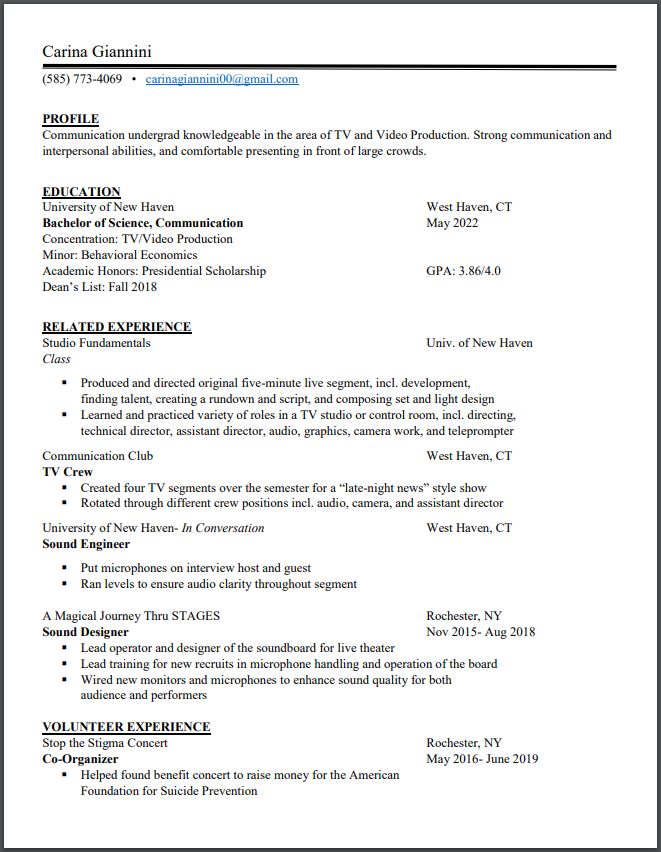 Carina Giannini
(585) 773-4069 • carinagiannini00@gmail.com
PROFILE
Communication undergrad knowledgeable in the area of TV and Video Production. Strong communication and
interpersonal abilities, and comfortable presenting in front of large crowds.
EDUCATION
University of New Haven West Haven, CT
Bachelor of Science, Communication May 2022
Concentration: TV/Video Production
Minor: Behavioral Economics
Academic Honors: Presidential Scholarship GPA: 3.86/4.0
Dean’s List: Fall 2018
RELATED EXPERIENCE
Studio Fundamentals Univ. of New Haven
Class
▪ Produced and directed original five-minute live segment, incl. development,
finding talent, creating a rundown and script, and composing set and light design
▪ Learned and practiced variety of roles in a TV studio or control room, incl. directing,
technical director, assistant director, audio, graphics, camera work, and teleprompter
Communication Club West Haven, CT
TV Crew
▪ Created four TV segments over the semester for a “late-night news” style show
▪ Rotated through different crew positions incl. audio, camera, and assistant director
University of New Haven- In Conversation West Haven, CT
Sound Engineer
▪ Put microphones on interview host and guest
▪ Ran levels to ensure audio clarity throughout segment
A Magical Journey Thru STAGES Rochester, NY
Sound Designer Nov 2015- Aug 2018
▪ Lead operator and designer of the soundboard for live theater
▪ Lead training for new recruits in microphone handling and operation of the board
▪ Wired new monitors and microphones to enhance sound quality for both
audience and performers
VOLUNTEER EXPERIENCE
Stop the Stigma Concert Rochester, NY
Co-Organizer May 2016- June 2019
▪ Helped found benefit concert to raise money for the American
Foundation for Suicide Prevention